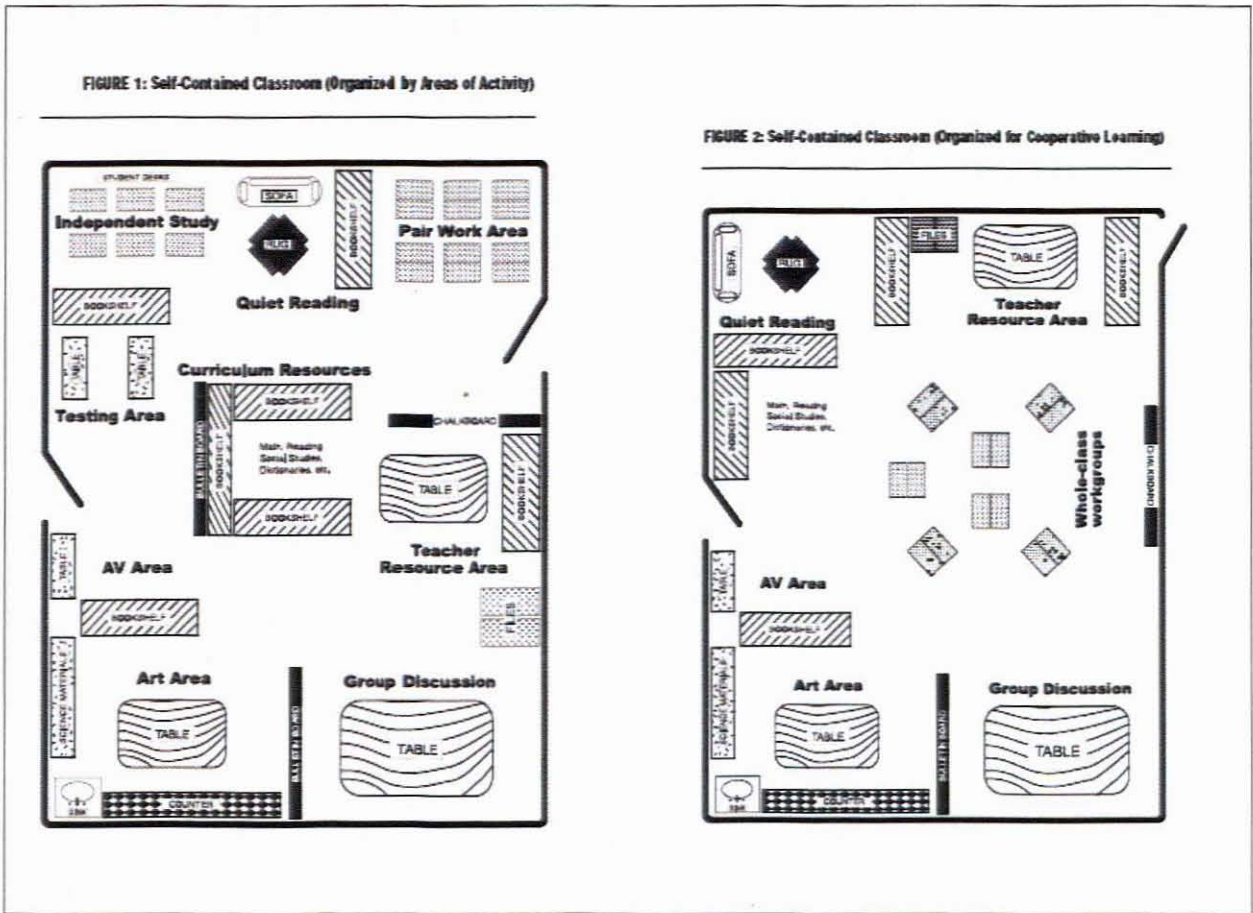 FIGURE 1: Self-Contained Classroom (Organized by Areas of Activity)
STUDENT DESKS
Independent Study
SOFA
RUG
Quiet Reading
BOOKSHELF
Pair Work Area
BOOKSHELF
TABLE
TABLE
Testing Area
Curriculum Resources
BULLETIN BOARD
BOOKSHELF
BOOKSHELF
Main, Reading
Social Studies,
Dictionaries, etc.
BOOKSHELF
CHALKBOARD
TABLE
BOOKSHELF
Teacher
Resource Area
FILES
TABLE
AV Area
BOOKSHELF
SCIENCE MATERIALS
Art Area
TABLE
BULLETIN BOARD
Group Discussion
TABLE
SINK
COUNTER
FIGURE 2: Self-Contained Classroom (Organized for Cooperative Learning)
SOFA
RUG
Quiet Reading
BOOKSHELF
FILES
TABLE
Teacher
Resource Area
BOOKSHELF
BOOKSHELF
BOOKSHELF
Main, Reading
Social Studies,
Dictionaries, etc.
Whole-class
workgroups
CHALKBOARD
TABLE
AV Area
BOOKSHELF
SCIENCE MATERIALS
Art Area
TABLE
BULLETIN BOARD
Group Discussion
TABLE
SINK
COUNTER